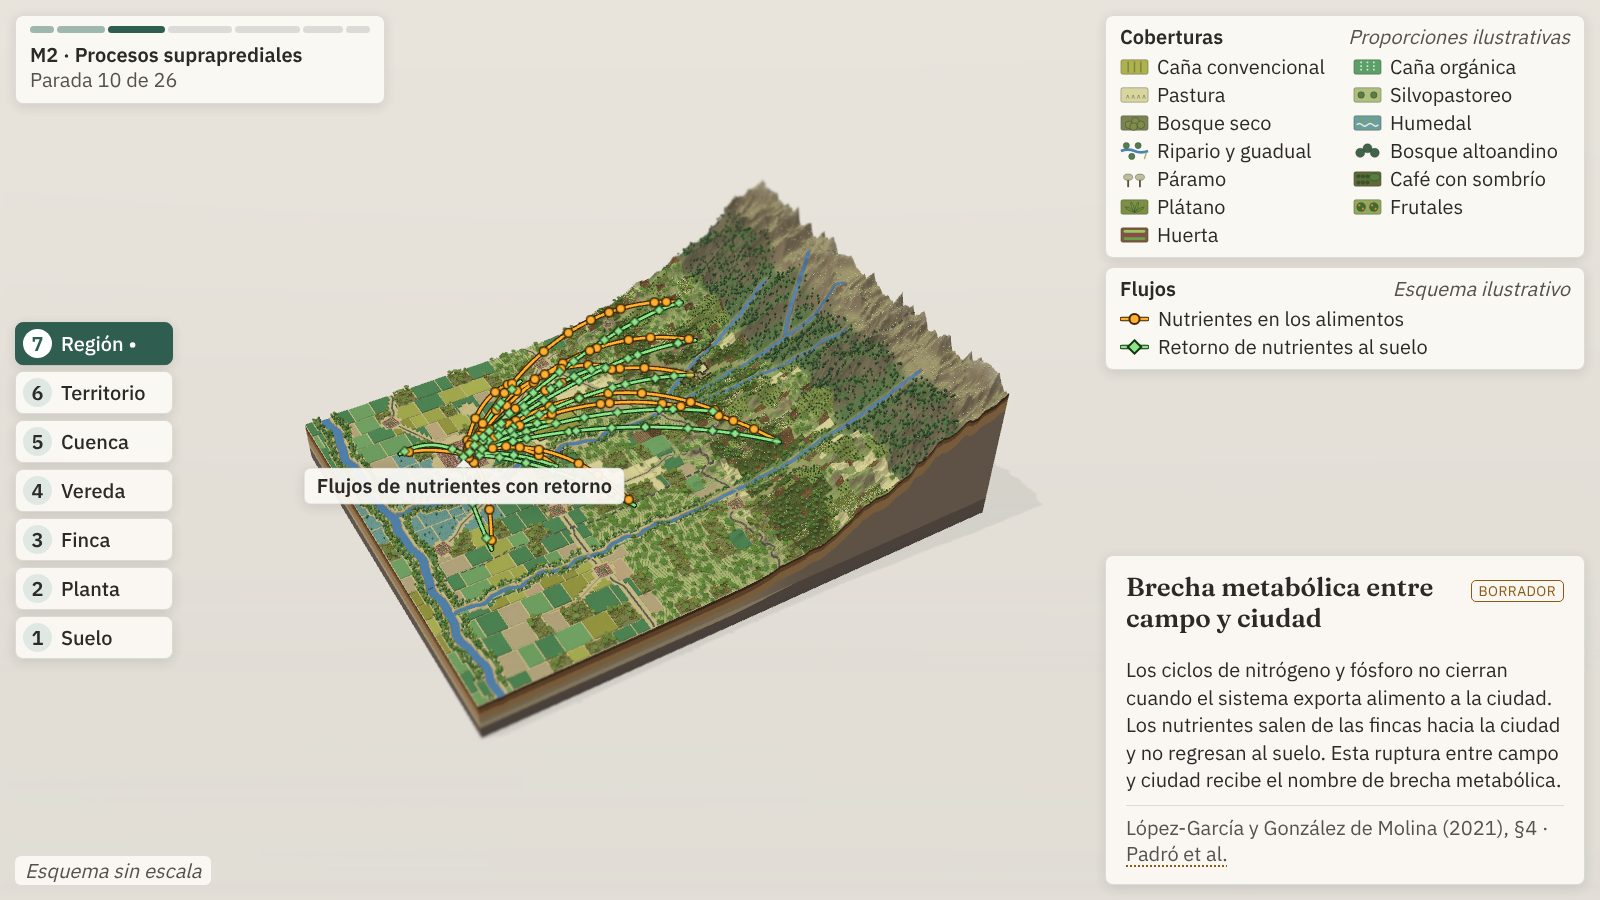 M2 · Procesos supraprediales
Parada 10 de 26
Coberturas
Proporciones ilustrativas
Caña convencional
Caña orgánica
Pastura
Silvopastoreo
Bosque seco
Humedal
Ripario y guadual
Bosque altoandino
Páramo
Café con sombrío
Plátano
Frutales
Huerta
Flujos
Esquema ilustrativo
Nutrientes en los alimentos
Retorno de nutrientes al suelo
7 Región •
6 Territorio
5 Cuenca
4 Vereda
3 Finca
2 Planta
1 Suelo
Flujos de nutrientes con retorno
Brecha metabólica entre
campo y ciudad
BORRADOR
Los ciclos de nitrógeno y fósforo no cierran
cuando el sistema exporta alimento a la ciudad.
Los nutrientes salen de las fincas hacia la ciudad
y no regresan al suelo. Esta ruptura entre campo
y ciudad recibe el nombre de brecha metabólica.
López-García y González de Molina (2021), §4 ·
Padró et al.
Esquema sin escala